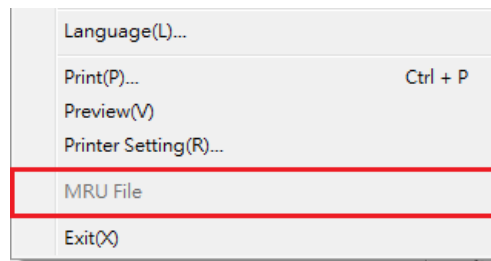 Language(L)...
Print(P)... Ctrl + P
Preview(V)
Printer Setting(R)...
MRU File
Exit(X)